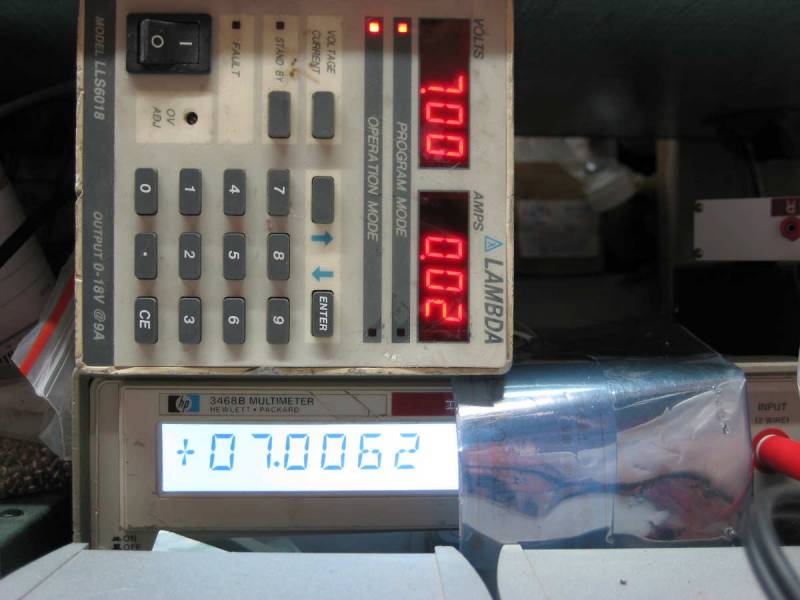 VOLTS
7.00
AMPS
0.02
LAMBDA
PROGRAM MODE
OPERATION MODE
VOLTAGE
CURRENT
STAND BY
FAULT
OV
ADJ
7
8
9
ENTER
4
5
6
1
2
3
0
.
CE
O I
MODEL LLS6018
OUTPUT 0-18V @9A
hp
3468B MULTIMETER
HEWLETT • PACKARD
+07.0062
ON
OFF
INPUT
(2 WIRE)